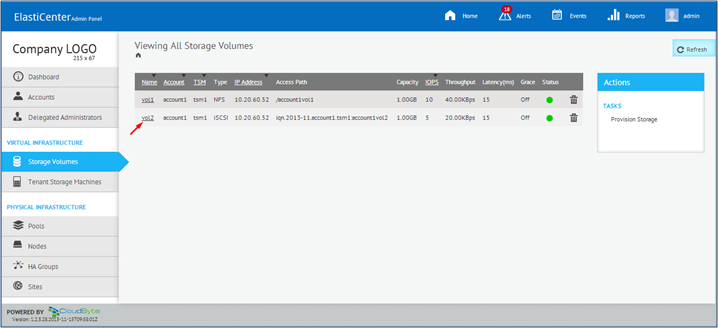 ElastiCenter Admin Panel
Home
18
Alerts
Events
Reports
admin
Company LOGO
215 x 67
Dashboard
Accounts
Delegated Administrators
VIRTUAL INFRASTRUCTURE
Storage Volumes
Tenant Storage Machines
PHYSICAL INFRASTRUCTURE
Pools
Nodes
HA Groups
Sites
POWERED BY CloudByte
Version: 1.2.5.28.2013-11-15T09:58:01Z
Viewing All Storage Volumes
Refresh
Name Account TSM Type IP Address Access Path Capacity IOPS Throughput Latency(ms) Grace Status
vol1 account1 tsm1 NFS 10.20.60.52 /account1vol1 1.00GB 10 40.00KBps 15 Off
vol2 account1 tsm1 iSCSI 10.20.60.52 iqn.2013-11.account1.tsm1:account1vol2 1.00GB 5 20.00KBps 15 Off
Actions
TASKS
Provision Storage